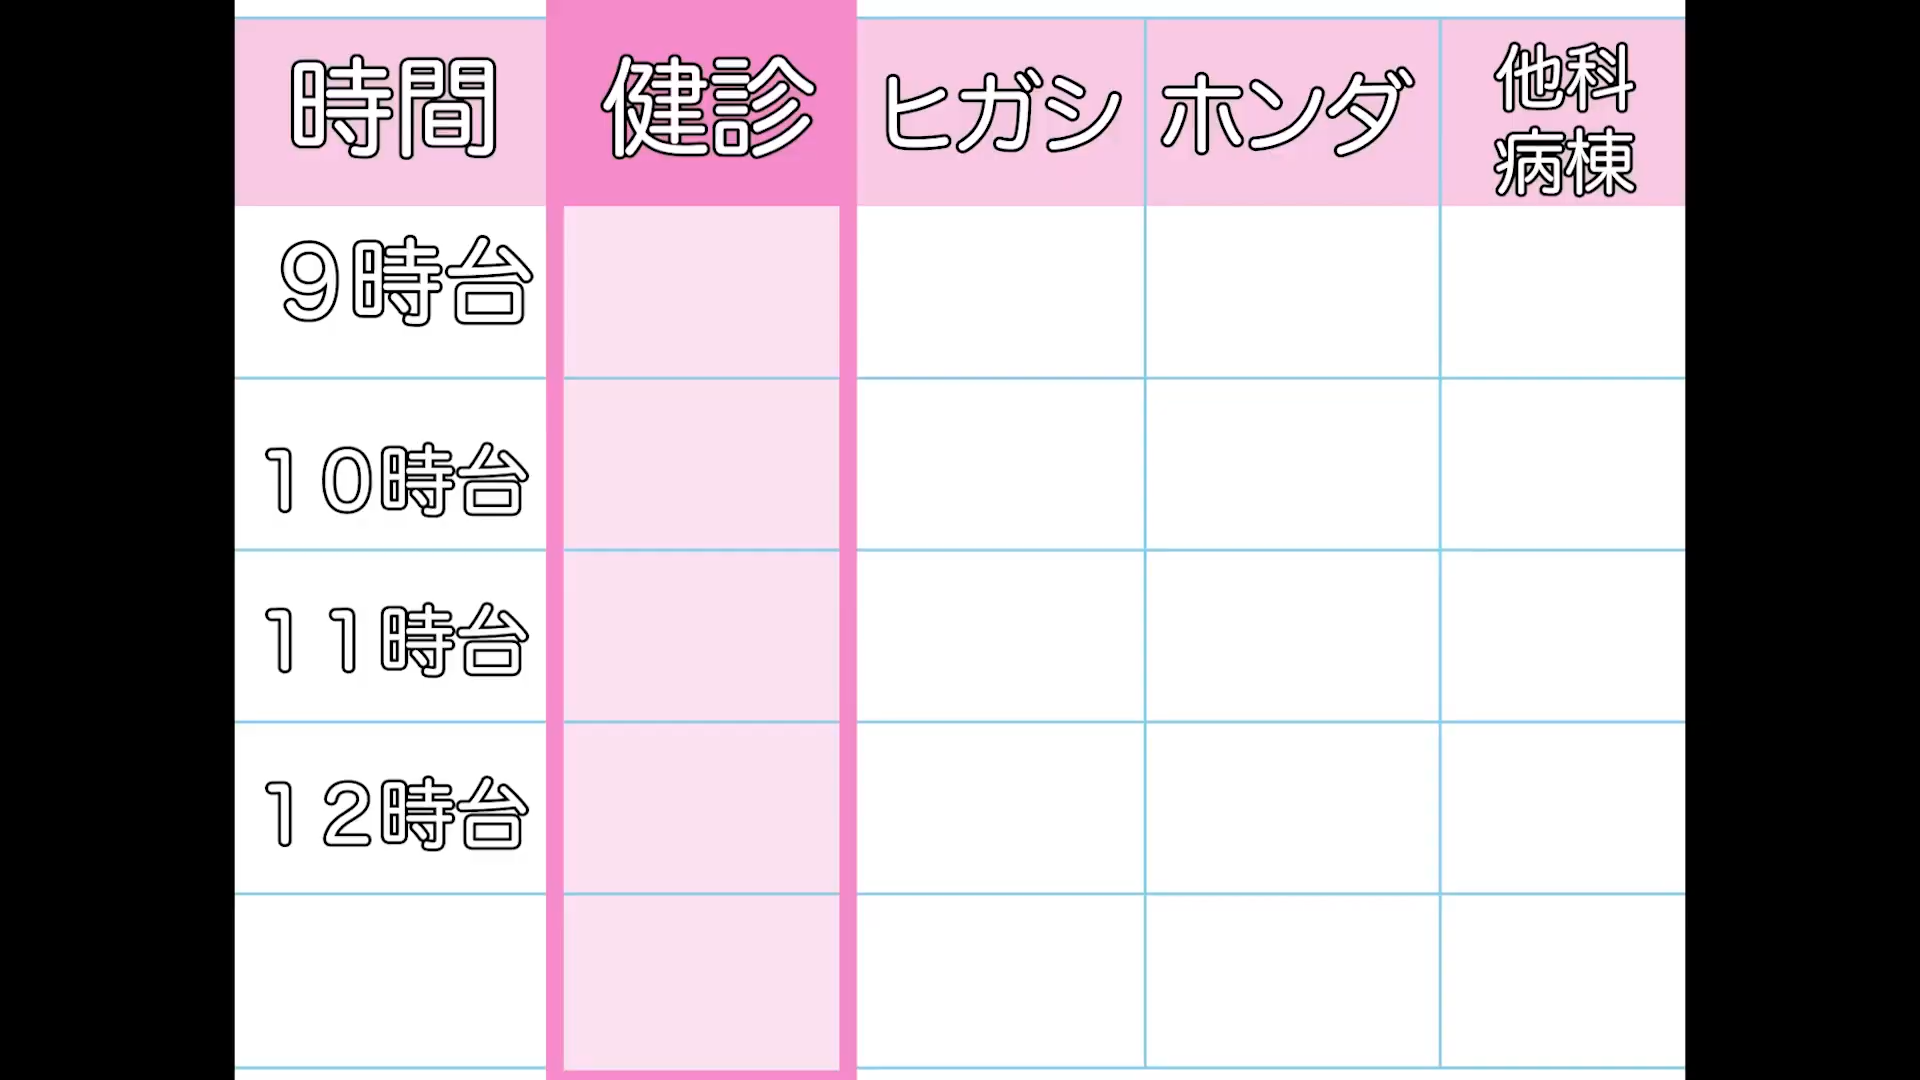 時間 健診 ヒガシ ホンダ 他科
病棟
９時台
１０時台
１１時台
１２時台